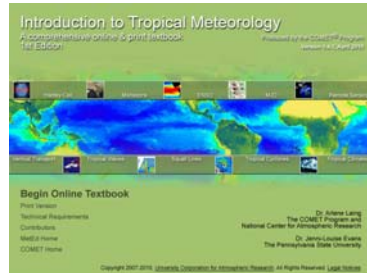 Introduction to Tropical Meteorology
A comprehensive online & print textbook
1st Edition
Produced by the COMET® Program
Hadley Cell Monsoons ENSO MJO Remote Sensing
Vertical Transport Tropical Waves Squall Lines Tropical Cyclones Tropical Climate
Begin Online Textbook
Print Version
Technical Requirements
Contributors
MetEd Home
COMET Home
Dr. Arlene Laing
The COMET Program and
National Center for Atmospheric Research
Dr. Jenni-Louise Evans
The Pennsylvania State University
Copyright 2007-2010, University Corporation for Atmospheric Research. All Rights Reserved. Legal Notices